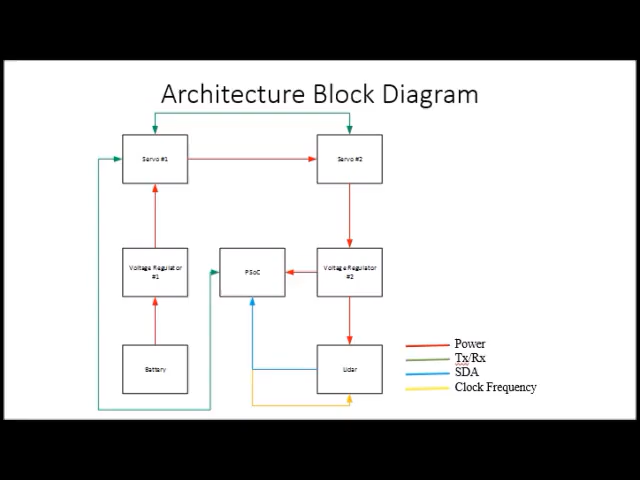 Architecture Block Diagram
Servo #1
Servo #2
Voltage Regulator
#1
PSoC
Voltage Regulator
#2
Battery
Lidar
Power
Tx/Rx
SDA
Clock Frequency